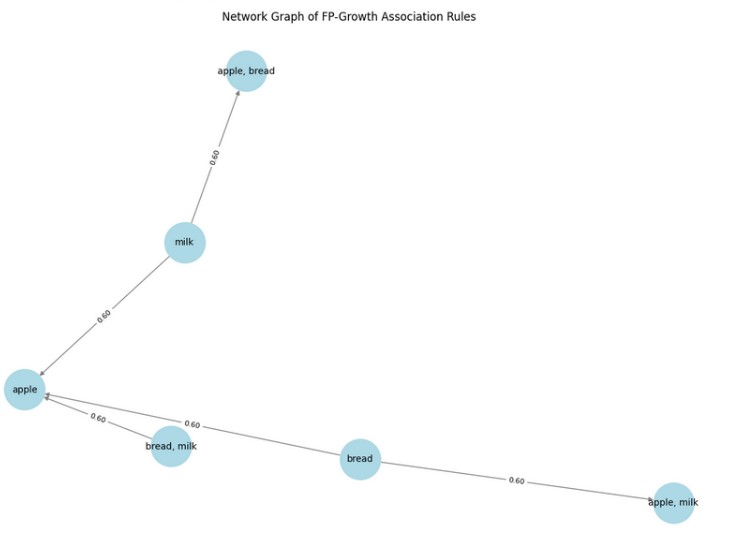 Network Graph of FP-Growth Association Rules
apple, bread
0.60
milk
0.60
apple
0.60
0.60
bread, milk
bread
0.60
apple, milk